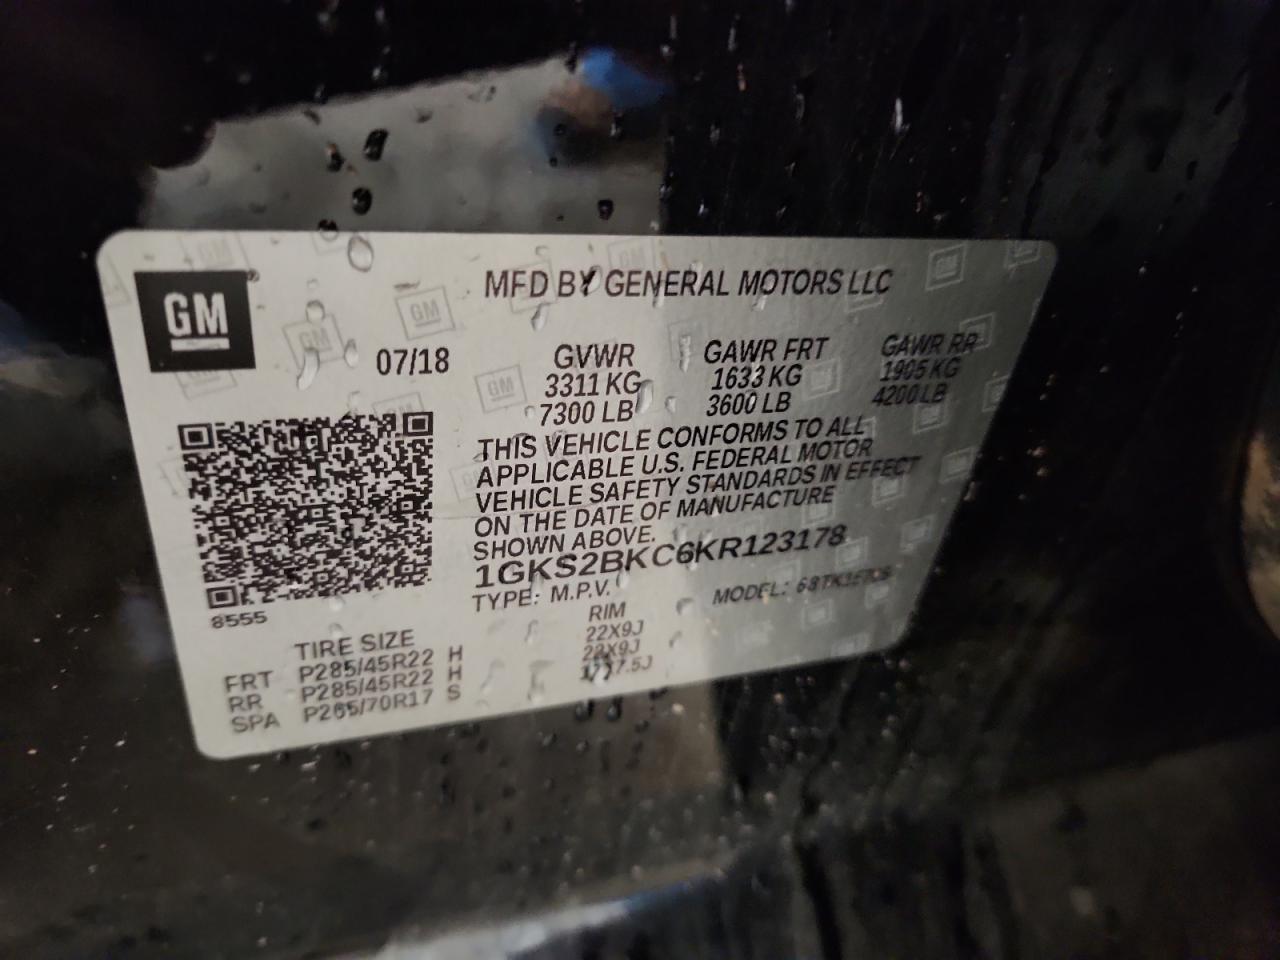 GM
MFD BY GENERAL MOTORS LLC
07/18
GVWR GAWR FRT GAWR RR
3311 KG 1633 KG 1905 KG
7300 LB 3600 LB 4200 LB
THIS VEHICLE CONFORMS TO ALL
APPLICABLE U.S. FEDERAL MOTOR
VEHICLE SAFETY STANDARDS IN EFFECT
ON THE DATE OF MANUFACTURE
SHOWN ABOVE.
1GKS2BKC6KR123178
TYPE: M.P.V. MODEL:
8555
TIRE SIZE RIM
FRT P285/45R22 H 22X9J
RR P285/45R22 H 22X9J
SPA P265/70R17 S